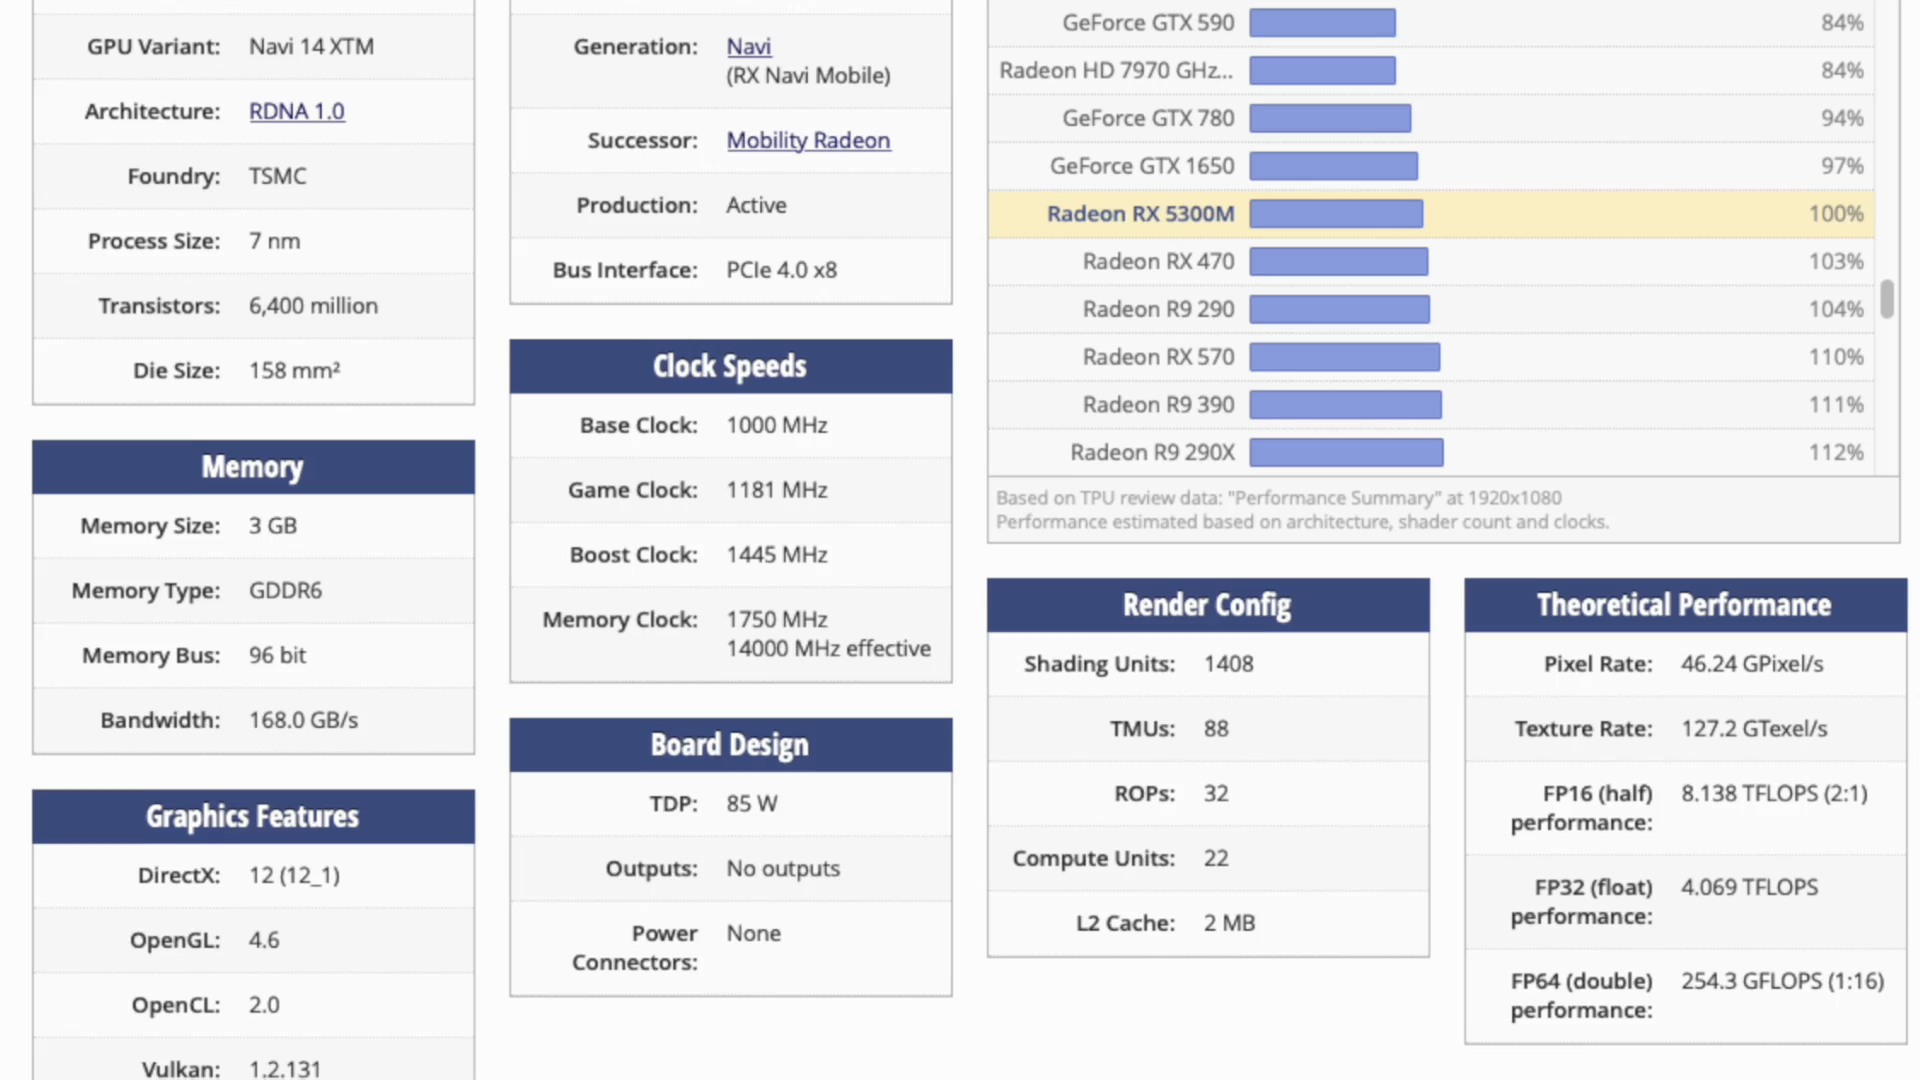 GPU Variant: Navi 14 XTM
Architecture: RDNA 1.0
Foundry: TSMC
Process Size: 7 nm
Transistors: 6,400 million
Die Size: 158 mm²
Memory
Memory Size: 3 GB
Memory Type: GDDR6
Memory Bus: 96 bit
Bandwidth: 168.0 GB/s
Graphics Features
DirectX: 12 (12_1)
OpenGL: 4.6
OpenCL: 2.0
Vulkan: 1.2.131
Generation: Navi
(RX Navi Mobile)
Successor: Mobility Radeon
Production: Active
Bus Interface: PCIe 4.0 x8
Clock Speeds
Base Clock: 1000 MHz
Game Clock: 1181 MHz
Boost Clock: 1445 MHz
Memory Clock: 1750 MHz
14000 MHz effective
Board Design
TDP: 85 W
Outputs: No outputs
Power None
Connectors:
GeForce GTX 590 84%
Radeon HD 7970 GHz... 84%
GeForce GTX 780 94%
GeForce GTX 1650 97%
Radeon RX 5300M 100%
Radeon RX 470 103%
Radeon R9 290 104%
Radeon RX 570 110%
Radeon R9 390 111%
Radeon R9 290X 112%
Based on TPU review data: "Performance Summary" at 1920x1080
Performance estimated based on architecture, shader count and clocks.
Render Config
Shading Units: 1408
TMUs: 88
ROPs: 32
Compute Units: 22
L2 Cache: 2 MB
Theoretical Performance
Pixel Rate: 46.24 GPixel/s
Texture Rate: 127.2 GTexel/s
FP16 (half) 8.138 TFLOPS (2:1)
performance:
FP32 (float) 4.069 TFLOPS
performance:
FP64 (double) 254.3 GFLOPS (1:16)
performance: